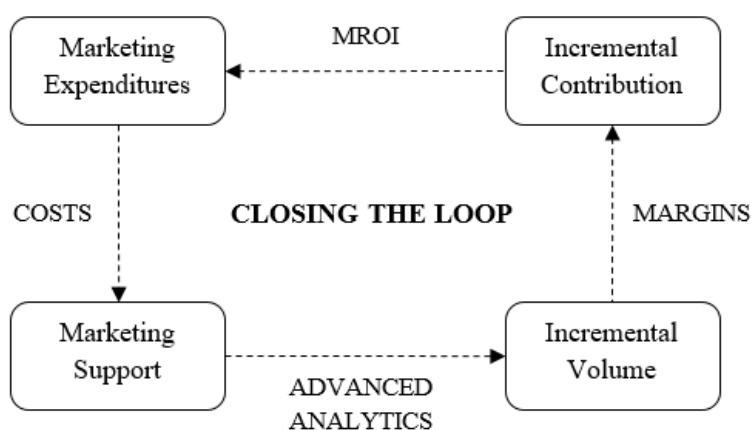 Marketing
Expenditures
MROI
Incremental
Contribution
COSTS
CLOSING THE LOOP
MARGINS
Marketing
Support
ADVANCED
ANALYTICS
Incremental
Volume